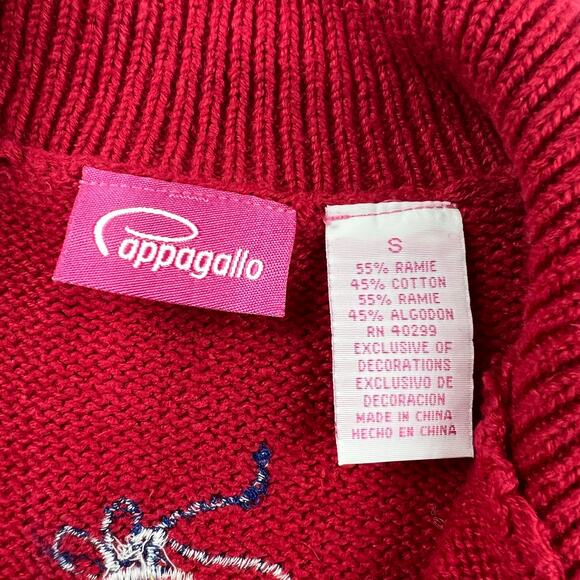 Pappagallo
S
55% RAMIE
45% COTTON
55% RAMIE
45% ALGODON
RN 40299
EXCLUSIVE OF
DECORATIONS
EXCLUSIVO DE
DECORACION
MADE IN CHINA
HECHO EN CHINA